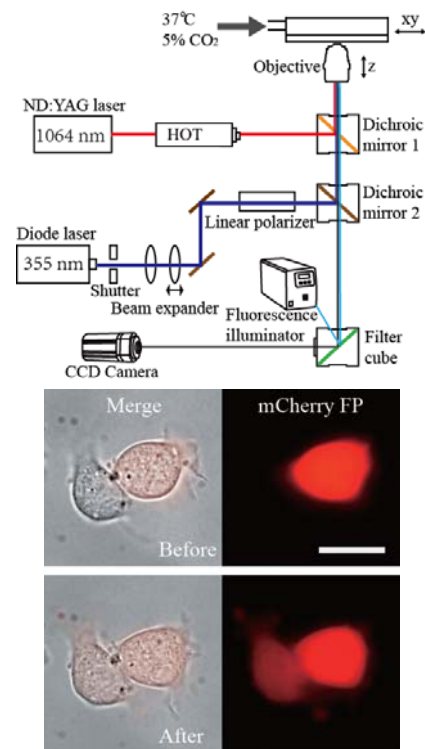 37℃
5% CO₂
xy
Objective
z
ND:YAG laser
1064 nm
HOT
Dichroic
mirror 1
Dichroic
mirror 2
Linear polarizer
Diode laser
355 nm
Shutter
Beam expander
Fluorescence
illuminator
Filter
cube
CCD Camera
Merge
mCherry FP
Before
After